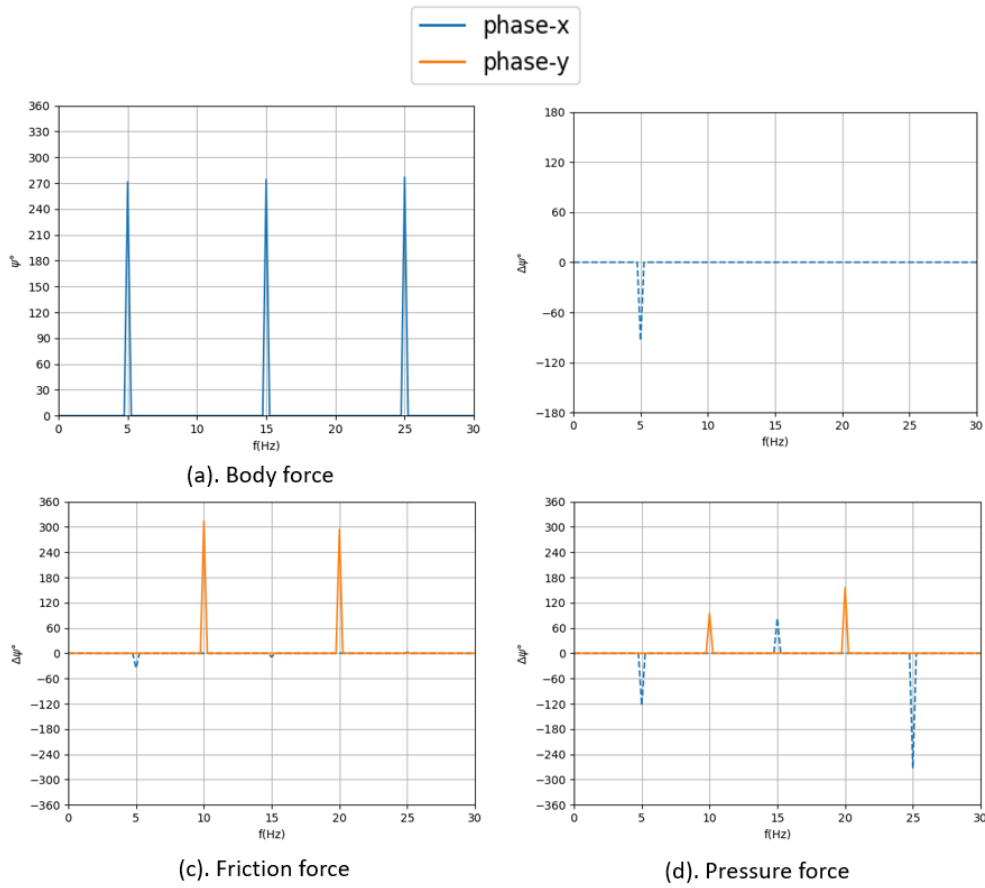 phase-x
phase-y
360
330
300
270
240
210
180
150
120
90
60
30
0
ψ°
0 5 10 15 20 25 30
f(Hz)
(a). Body force
180
120
60
0
−60
−120
−180
Δψ°
0 5 10 15 20 25 30
f(Hz)
360
300
240
180
120
60
0
−60
−120
−180
−240
−300
−360
Δψ°
0 5 10 15 20 25 30
f(Hz)
(c). Friction force
360
300
240
180
120
60
0
−60
−120
−180
−240
−300
−360
Δψ°
0 5 10 15 20 25 30
f(Hz)
(d). Pressure force